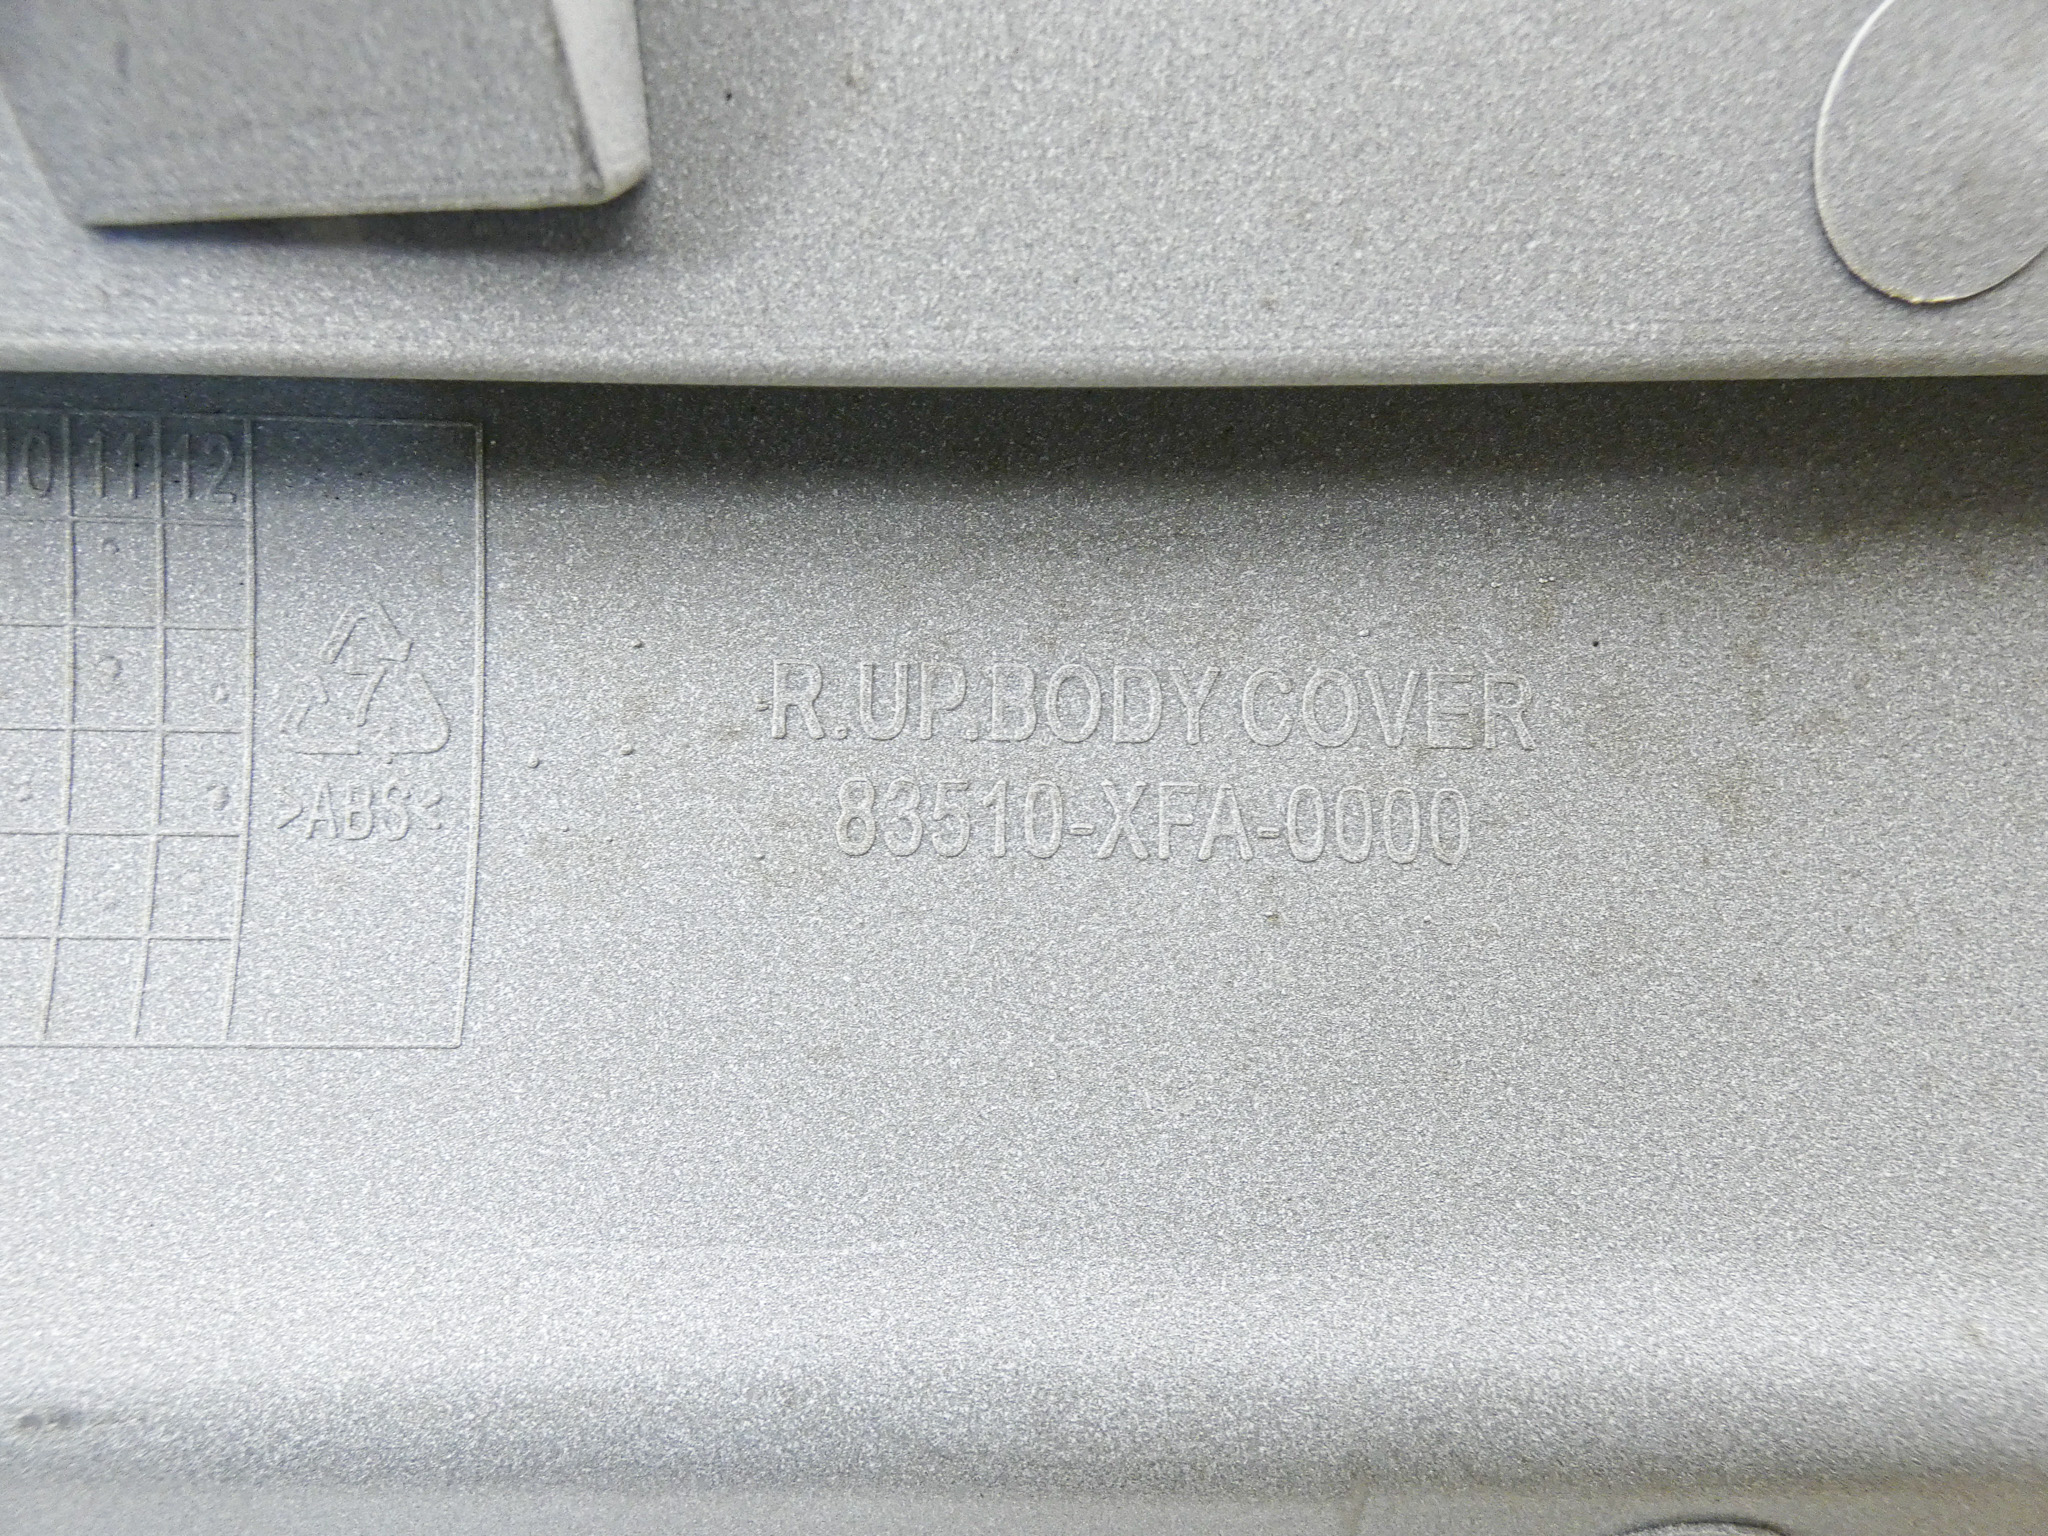 10 11 12
7
>ABS<
R.UP.BODY COVER
83510-XFA-0000